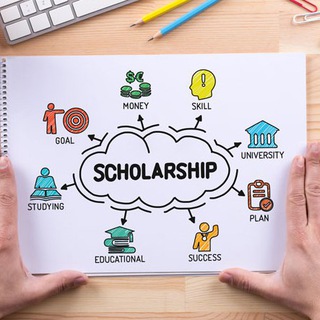 $€
MONEY
SKILL
GOAL
UNIVERSITY
SCHOLARSHIP
STUDYING
PLAN
EDUCATIONAL
SUCCESS